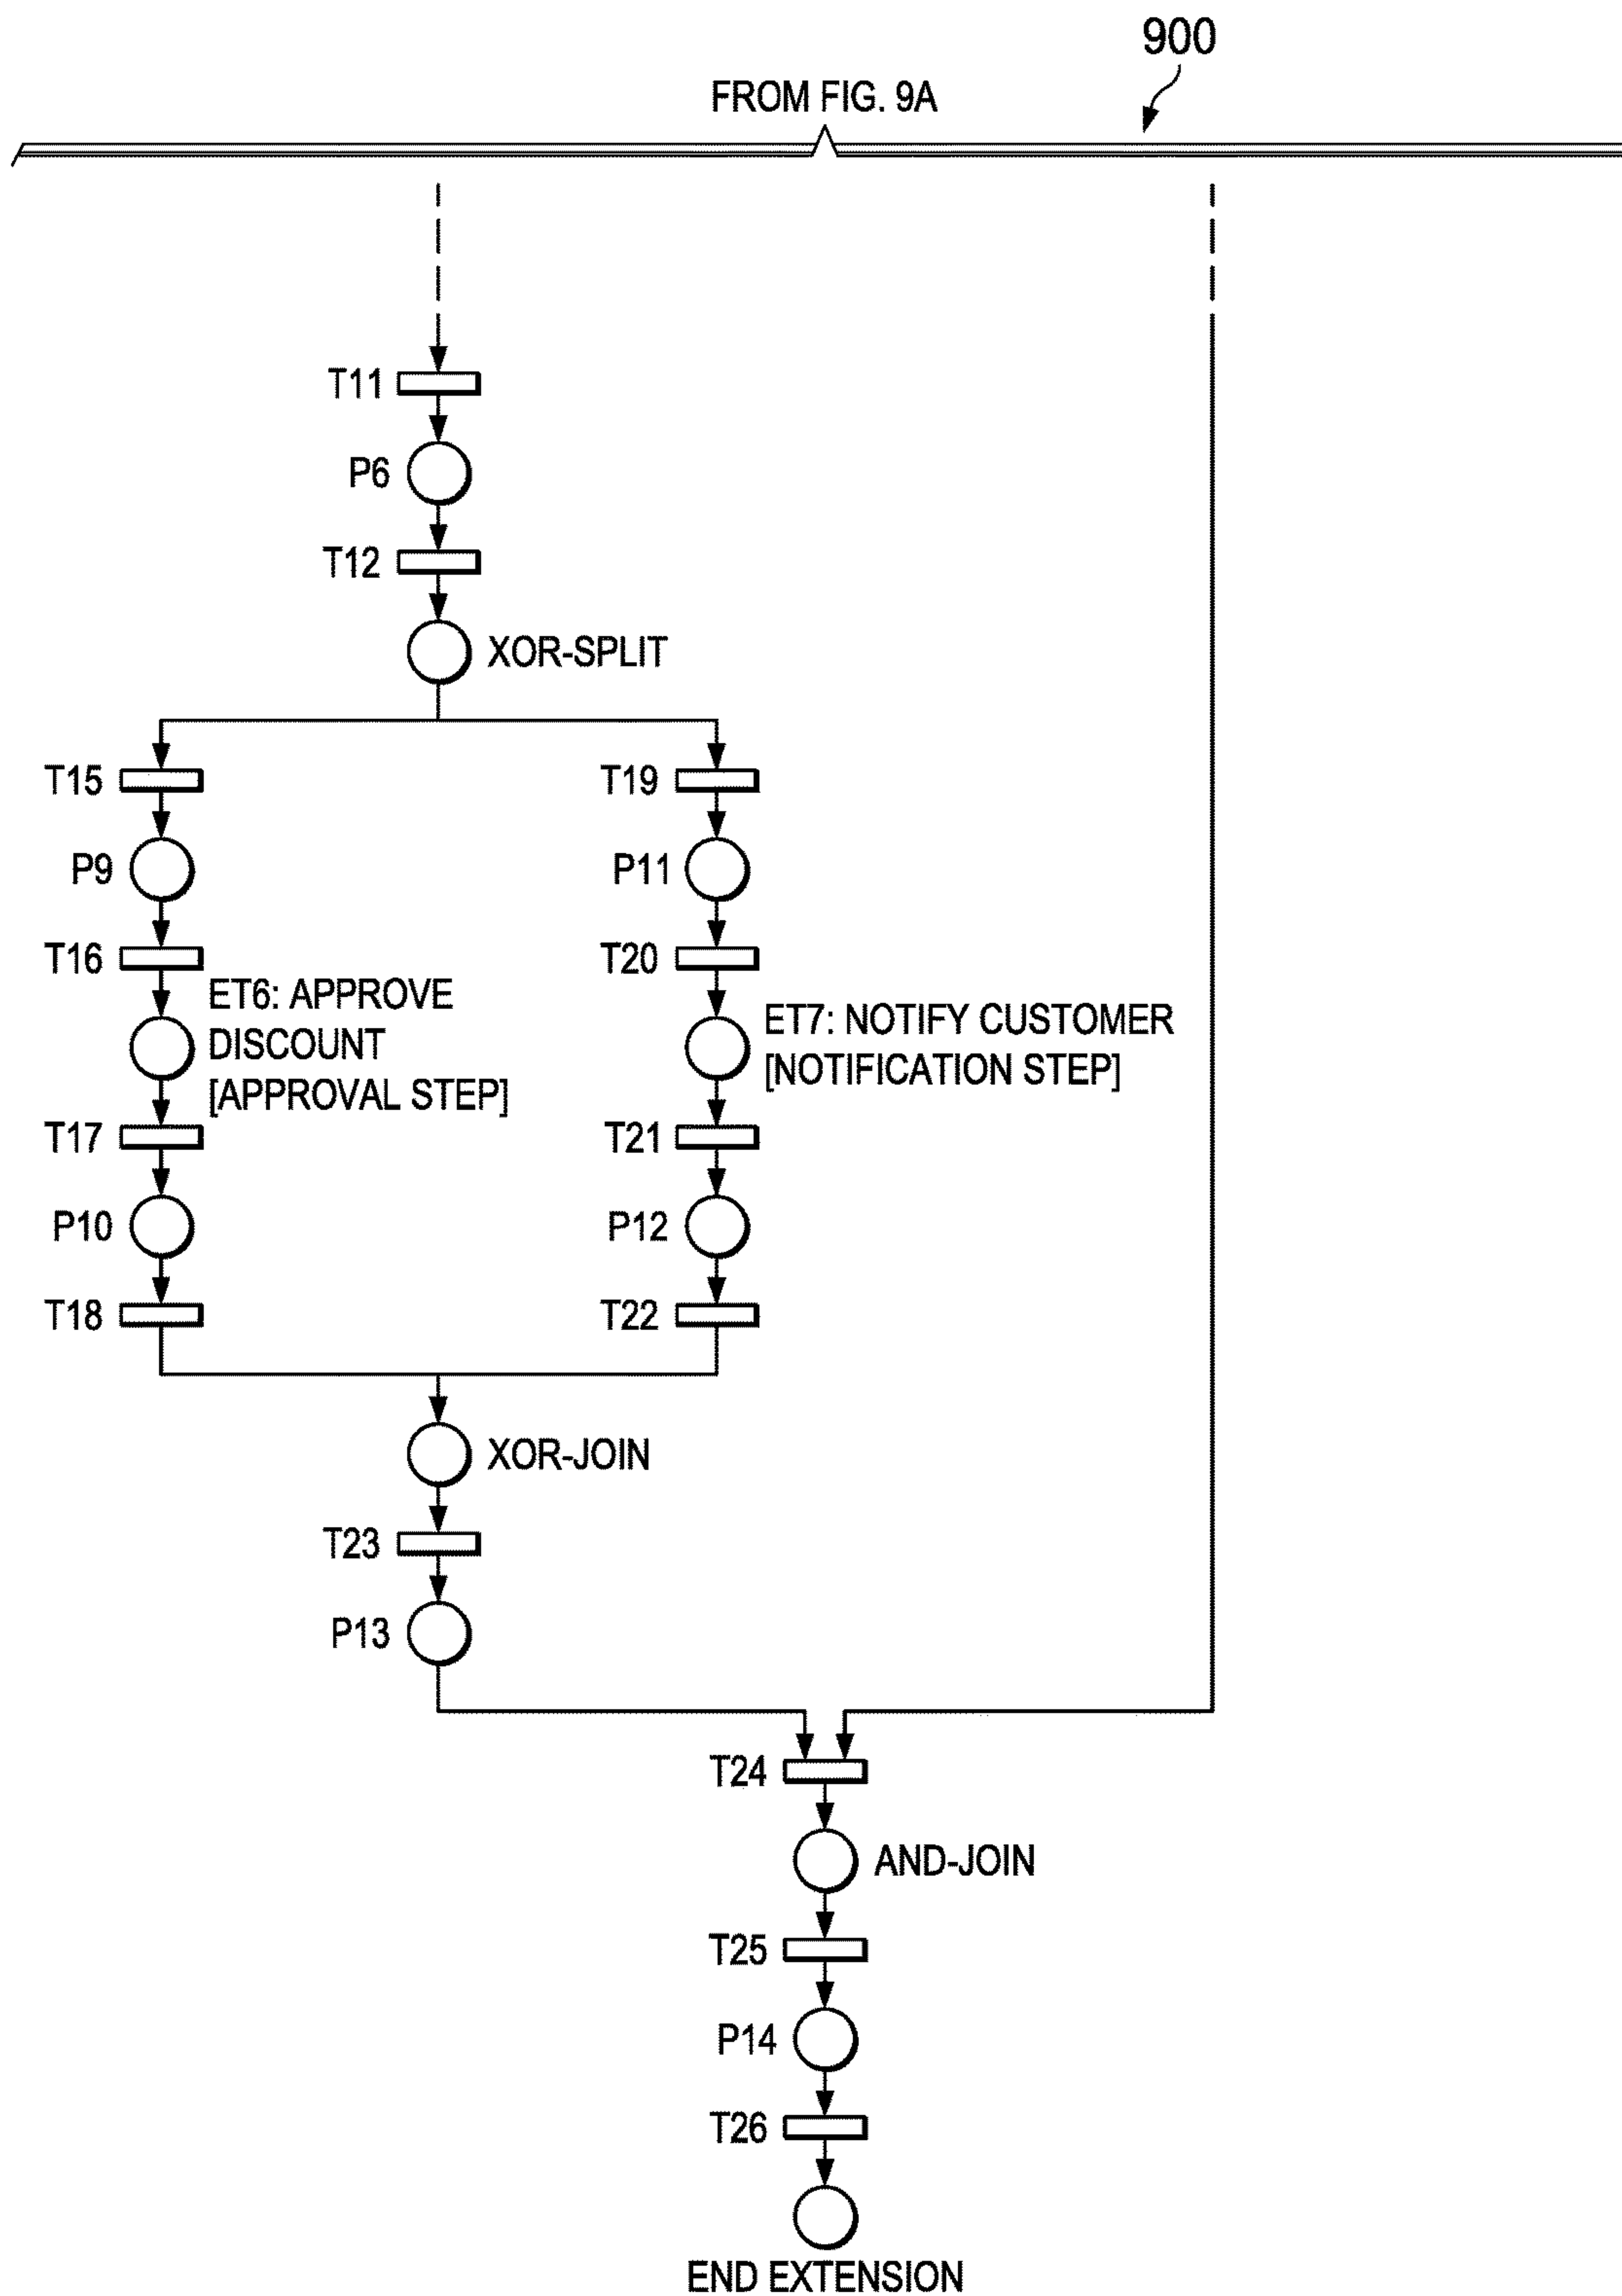 900
FROM FIG. 9A
T11
P6
T12
XOR-SPLIT
T15
T19
P9
P11
T16
T20
ET6: APPROVE
DISCOUNT
[APPROVAL STEP]
ET7: NOTIFY CUSTOMER
[NOTIFICATION STEP]
T17
T21
P10
P12
T18
T22
XOR-JOIN
T23
P13
T24
AND-JOIN
T25
P14
T26
END EXTENSION